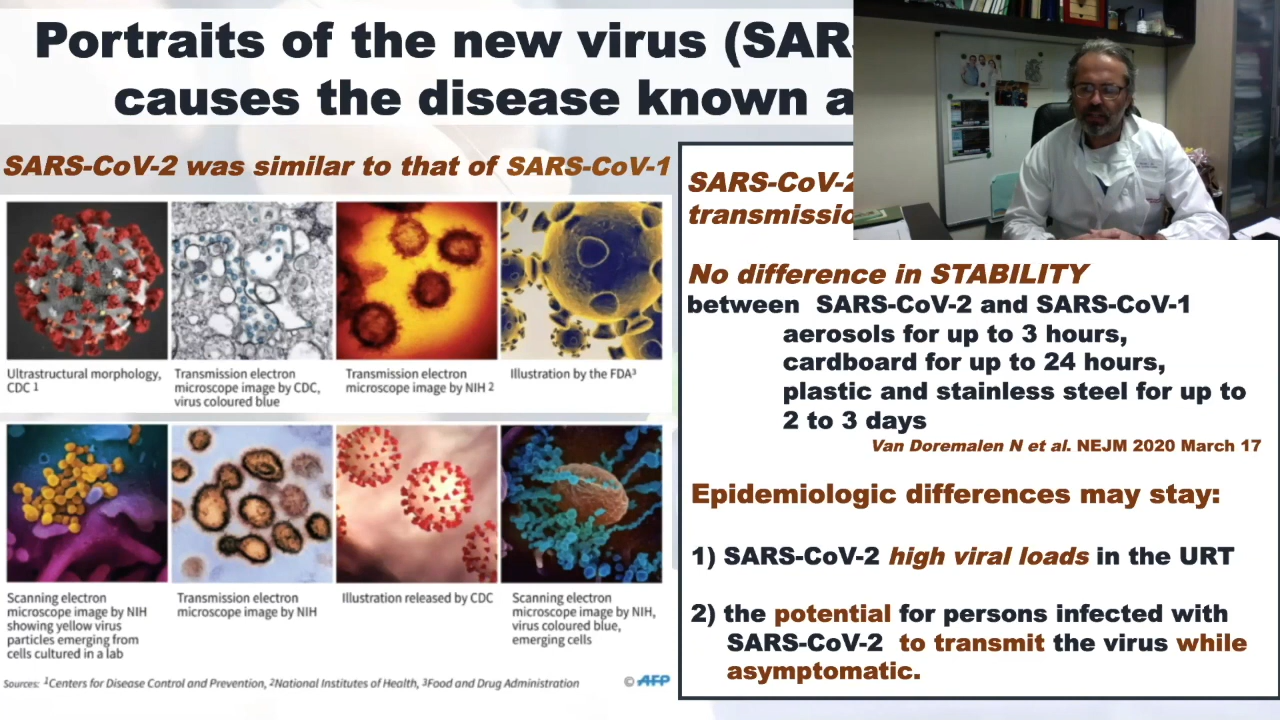 Portraits of the new virus (SARS
causes the disease known a
SARS-CoV-2 was similar to that of SARS-CoV-1
Ultrastructural morphology,
CDC 1
Transmission electron
microscope image by CDC,
virus coloured blue
Transmission electron
microscope image by NIH 2
Illustration by the FDA3
Scanning electron
microscope image by NIH
showing yellow virus
particles emerging from
cells cultured in a lab
Transmission electron
microscope image by NIH
Illustration released by CDC
Scanning electron
microscope image by NIH,
virus coloured blue,
emerging cells
Sources: 1Centers for Disease Control and Prevention, 2National Institutes of Health, 3Food and Drug Administration
© AFP
SARS-CoV-2
transmissio
No difference in STABILITY
between SARS-CoV-2 and SARS-CoV-1
aerosols for up to 3 hours,
cardboard for up to 24 hours,
plastic and stainless steel for up to
2 to 3 days
Van Doremalen N et al. NEJM 2020 March 17
Epidemiologic differences may stay:
1) SARS-CoV-2 high viral loads in the URT
2) the potential for persons infected with
SARS-CoV-2 to transmit the virus while
asymptomatic.